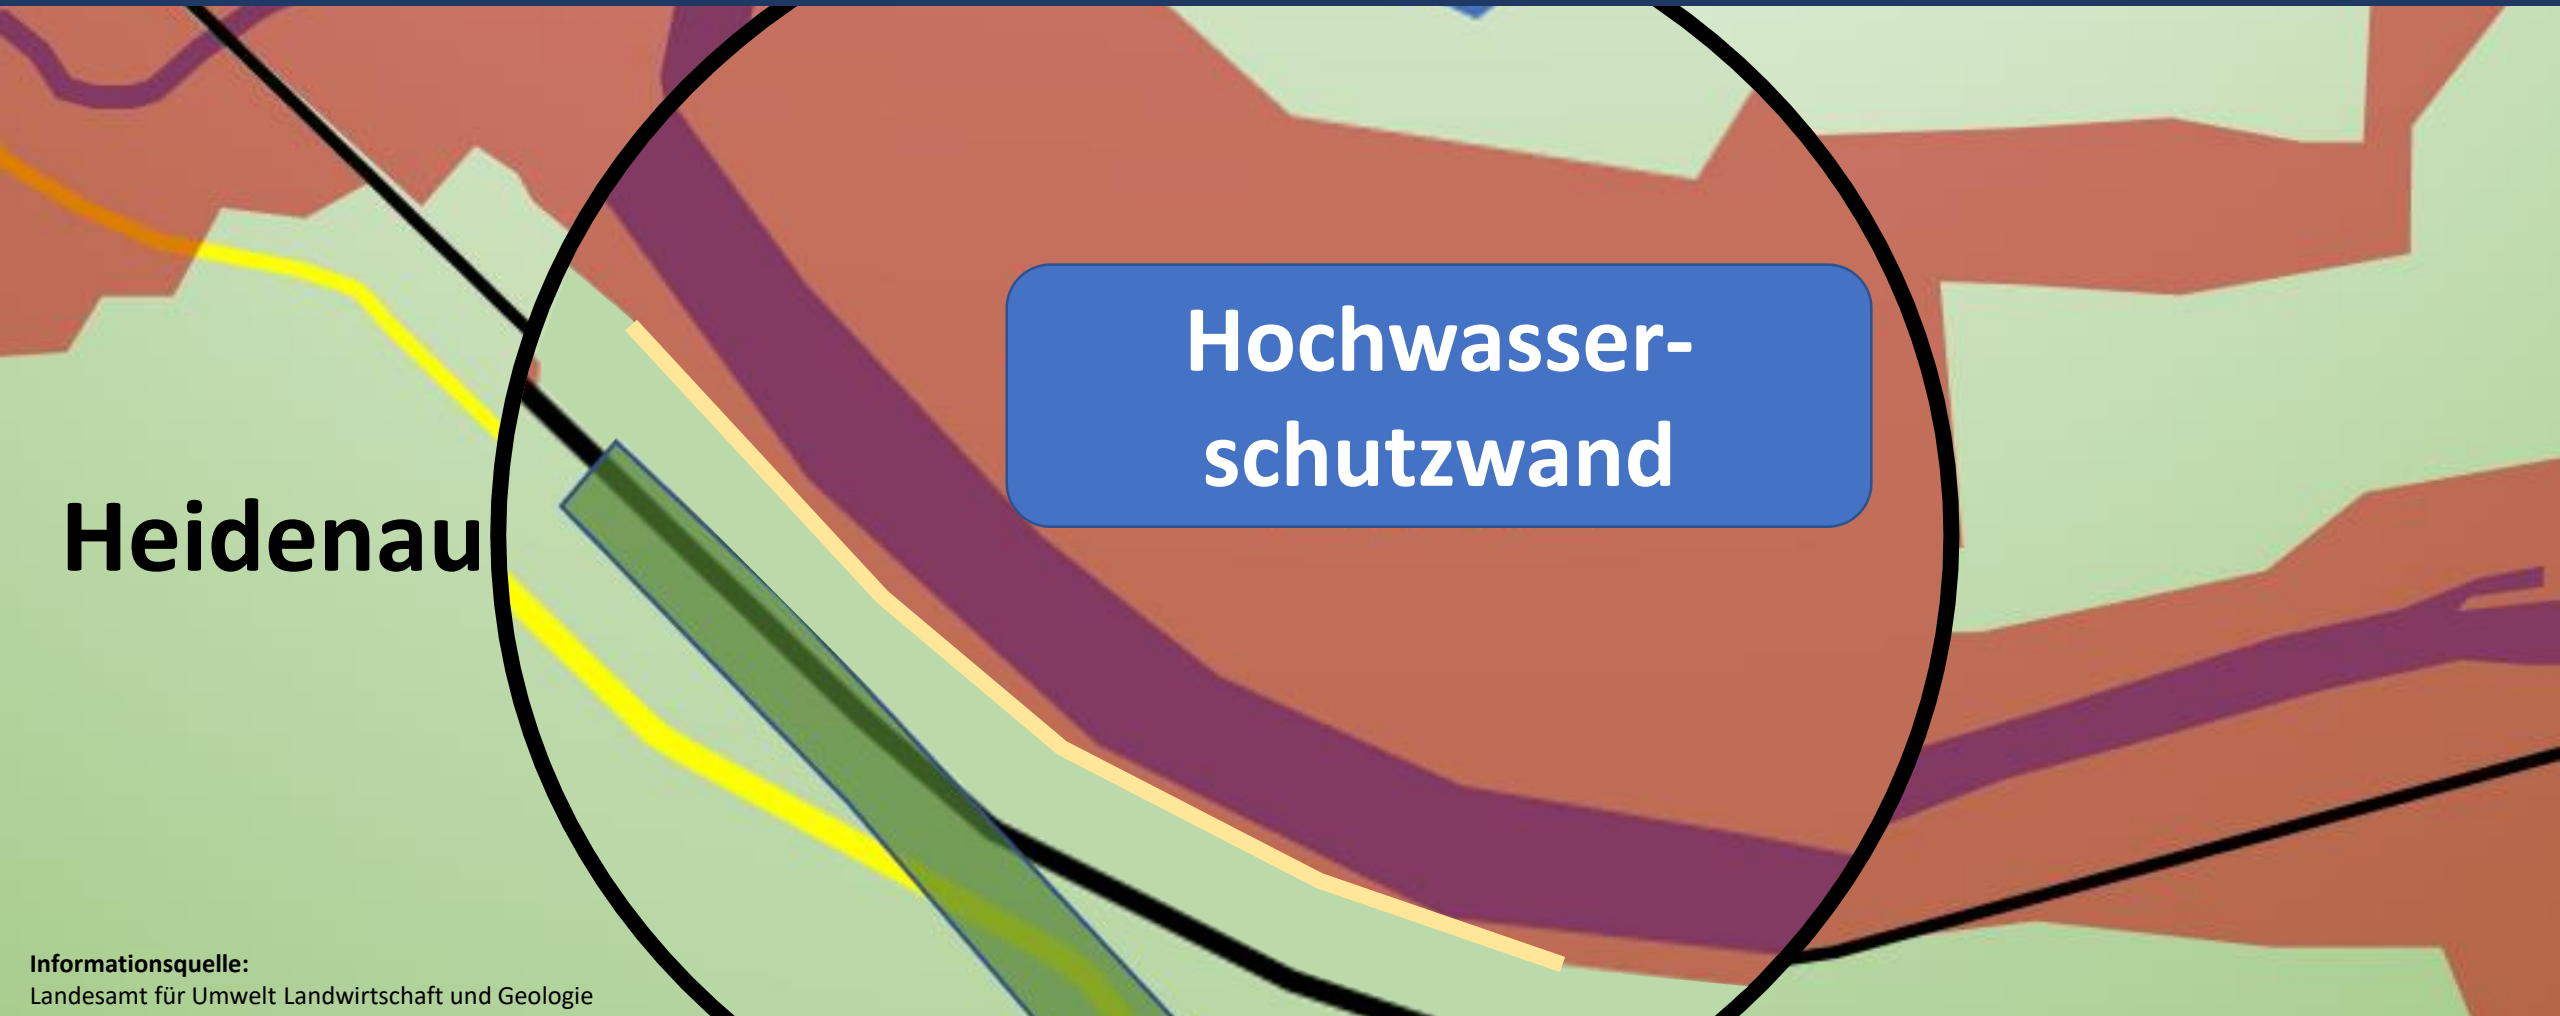 Hochwasser-
schutzwand
Heidenau
Informationsquelle:
Landesamt für Umwelt Landwirtschaft und Geologie